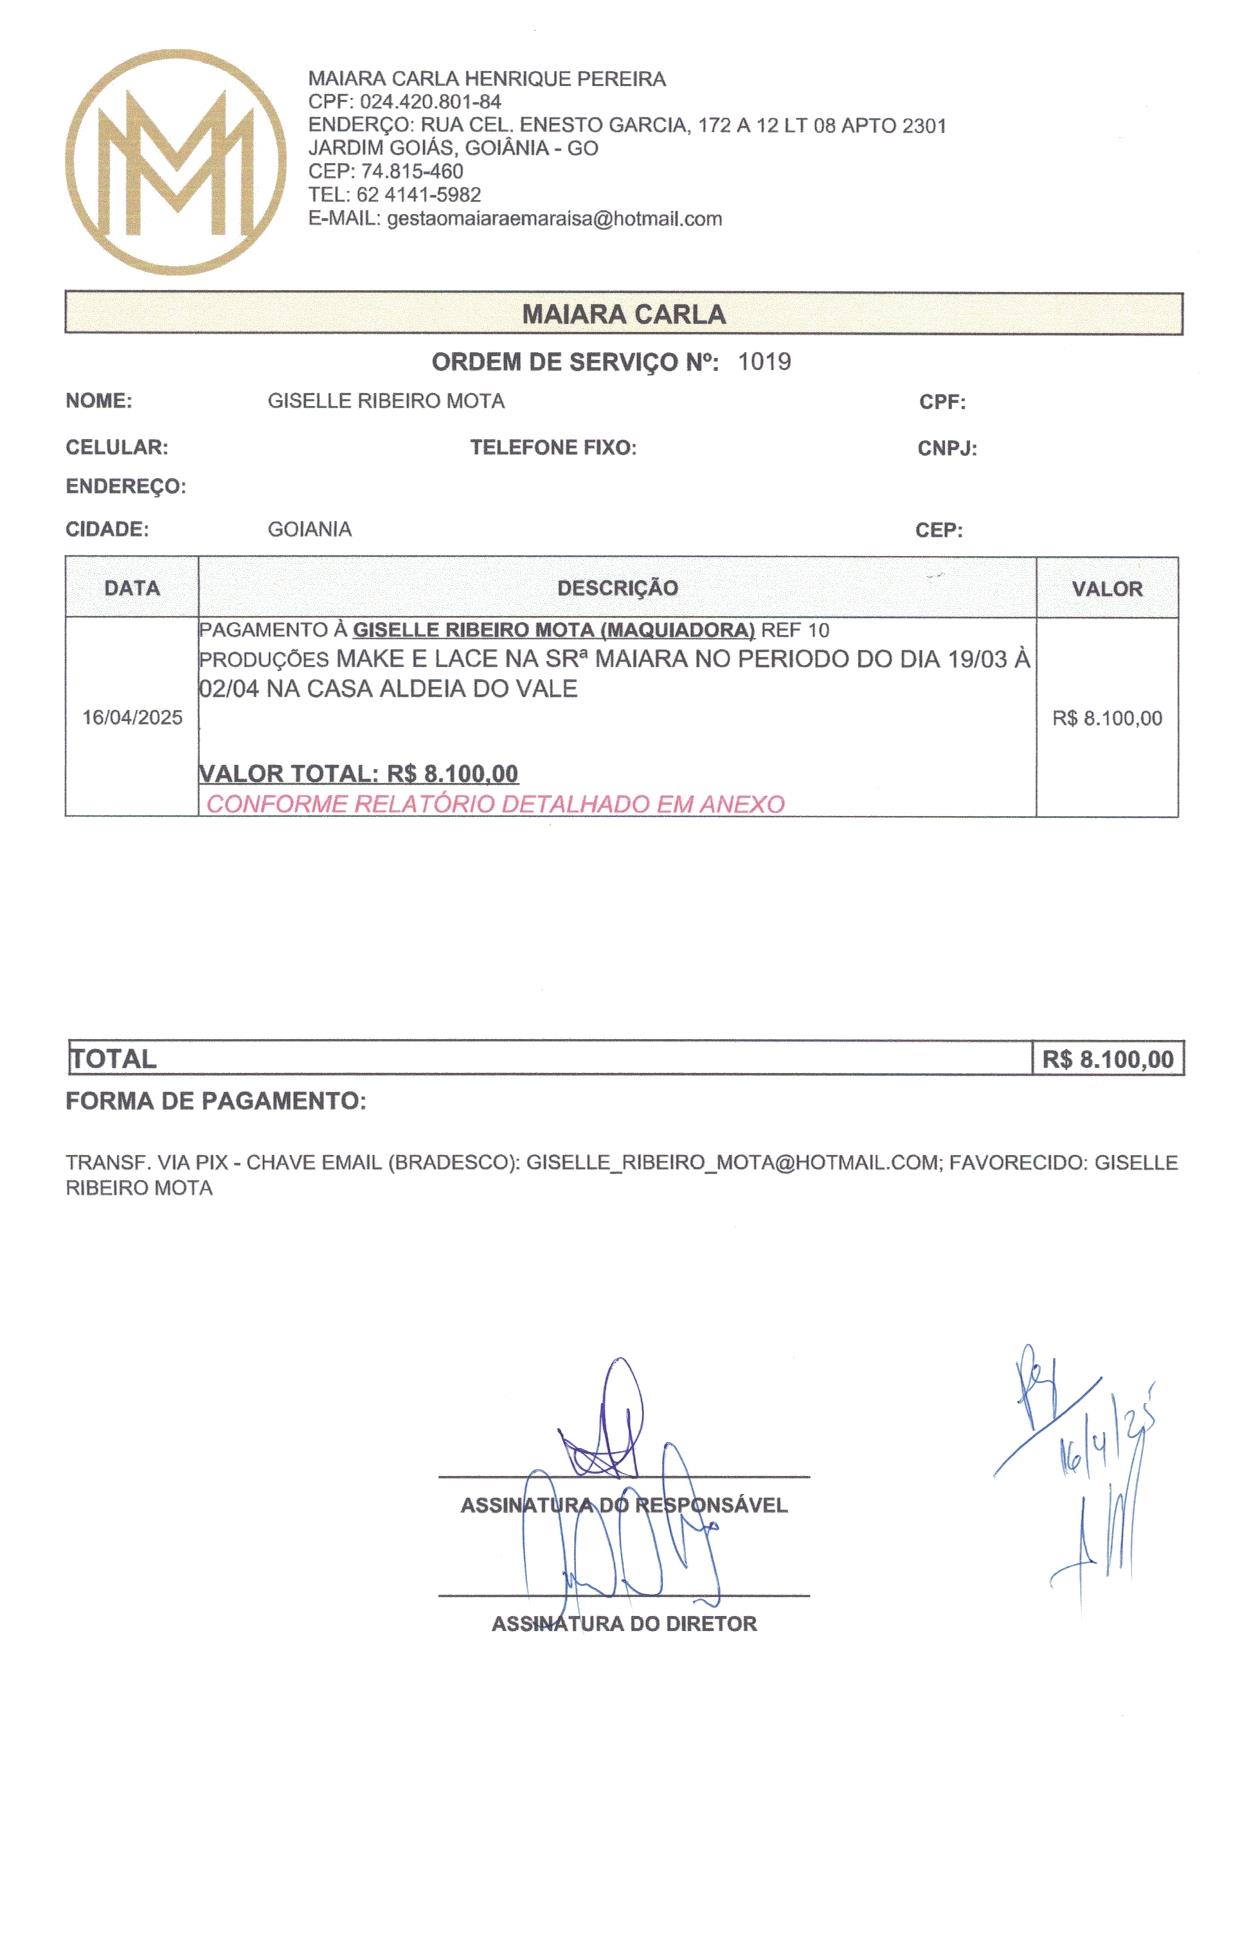 MM
MAIARA CARLA HENRIQUE PEREIRA
CPF: 024.420.801-84
ENDERÇO: RUA CEL. ENESTO GARCIA, 172 A 12 LT 08 APTO 2301
JARDIM GOIÁS, GOIÂNIA - GO
CEP: 74.815-460
TEL: 62 4141-5982
E-MAIL: gestaomaiaraemaraisa@hotmail.com
MAIARA CARLA
ORDEM DE SERVIÇO Nº: 1019
NOME: GISELLE RIBEIRO MOTA CPF:
CELULAR: TELEFONE FIXO: CNPJ:
ENDEREÇO:
CIDADE: GOIANIA CEP:
DATA DESCRIÇÃO VALOR
PAGAMENTO À GISELLE RIBEIRO MOTA (MAQUIADORA) REF 10
PRODUÇÕES MAKE E LACE NA SRª MAIARA NO PERIODO DO DIA 19/03 À
02/04 NA CASA ALDEIA DO VALE
16/04/2025 R$ 8.100,00
VALOR TOTAL: R$ 8.100,00
CONFORME RELATÓRIO DETALHADO EM ANEXO
TOTAL R$ 8.100,00
FORMA DE PAGAMENTO:
TRANSF. VIA PIX - CHAVE EMAIL (BRADESCO): GISELLE_RIBEIRO_MOTA@HOTMAIL.COM; FAVORECIDO: GISELLE
RIBEIRO MOTA
16/4/25
ASSINATURA DO RESPONSÁVEL
ASSINATURA DO DIRETOR